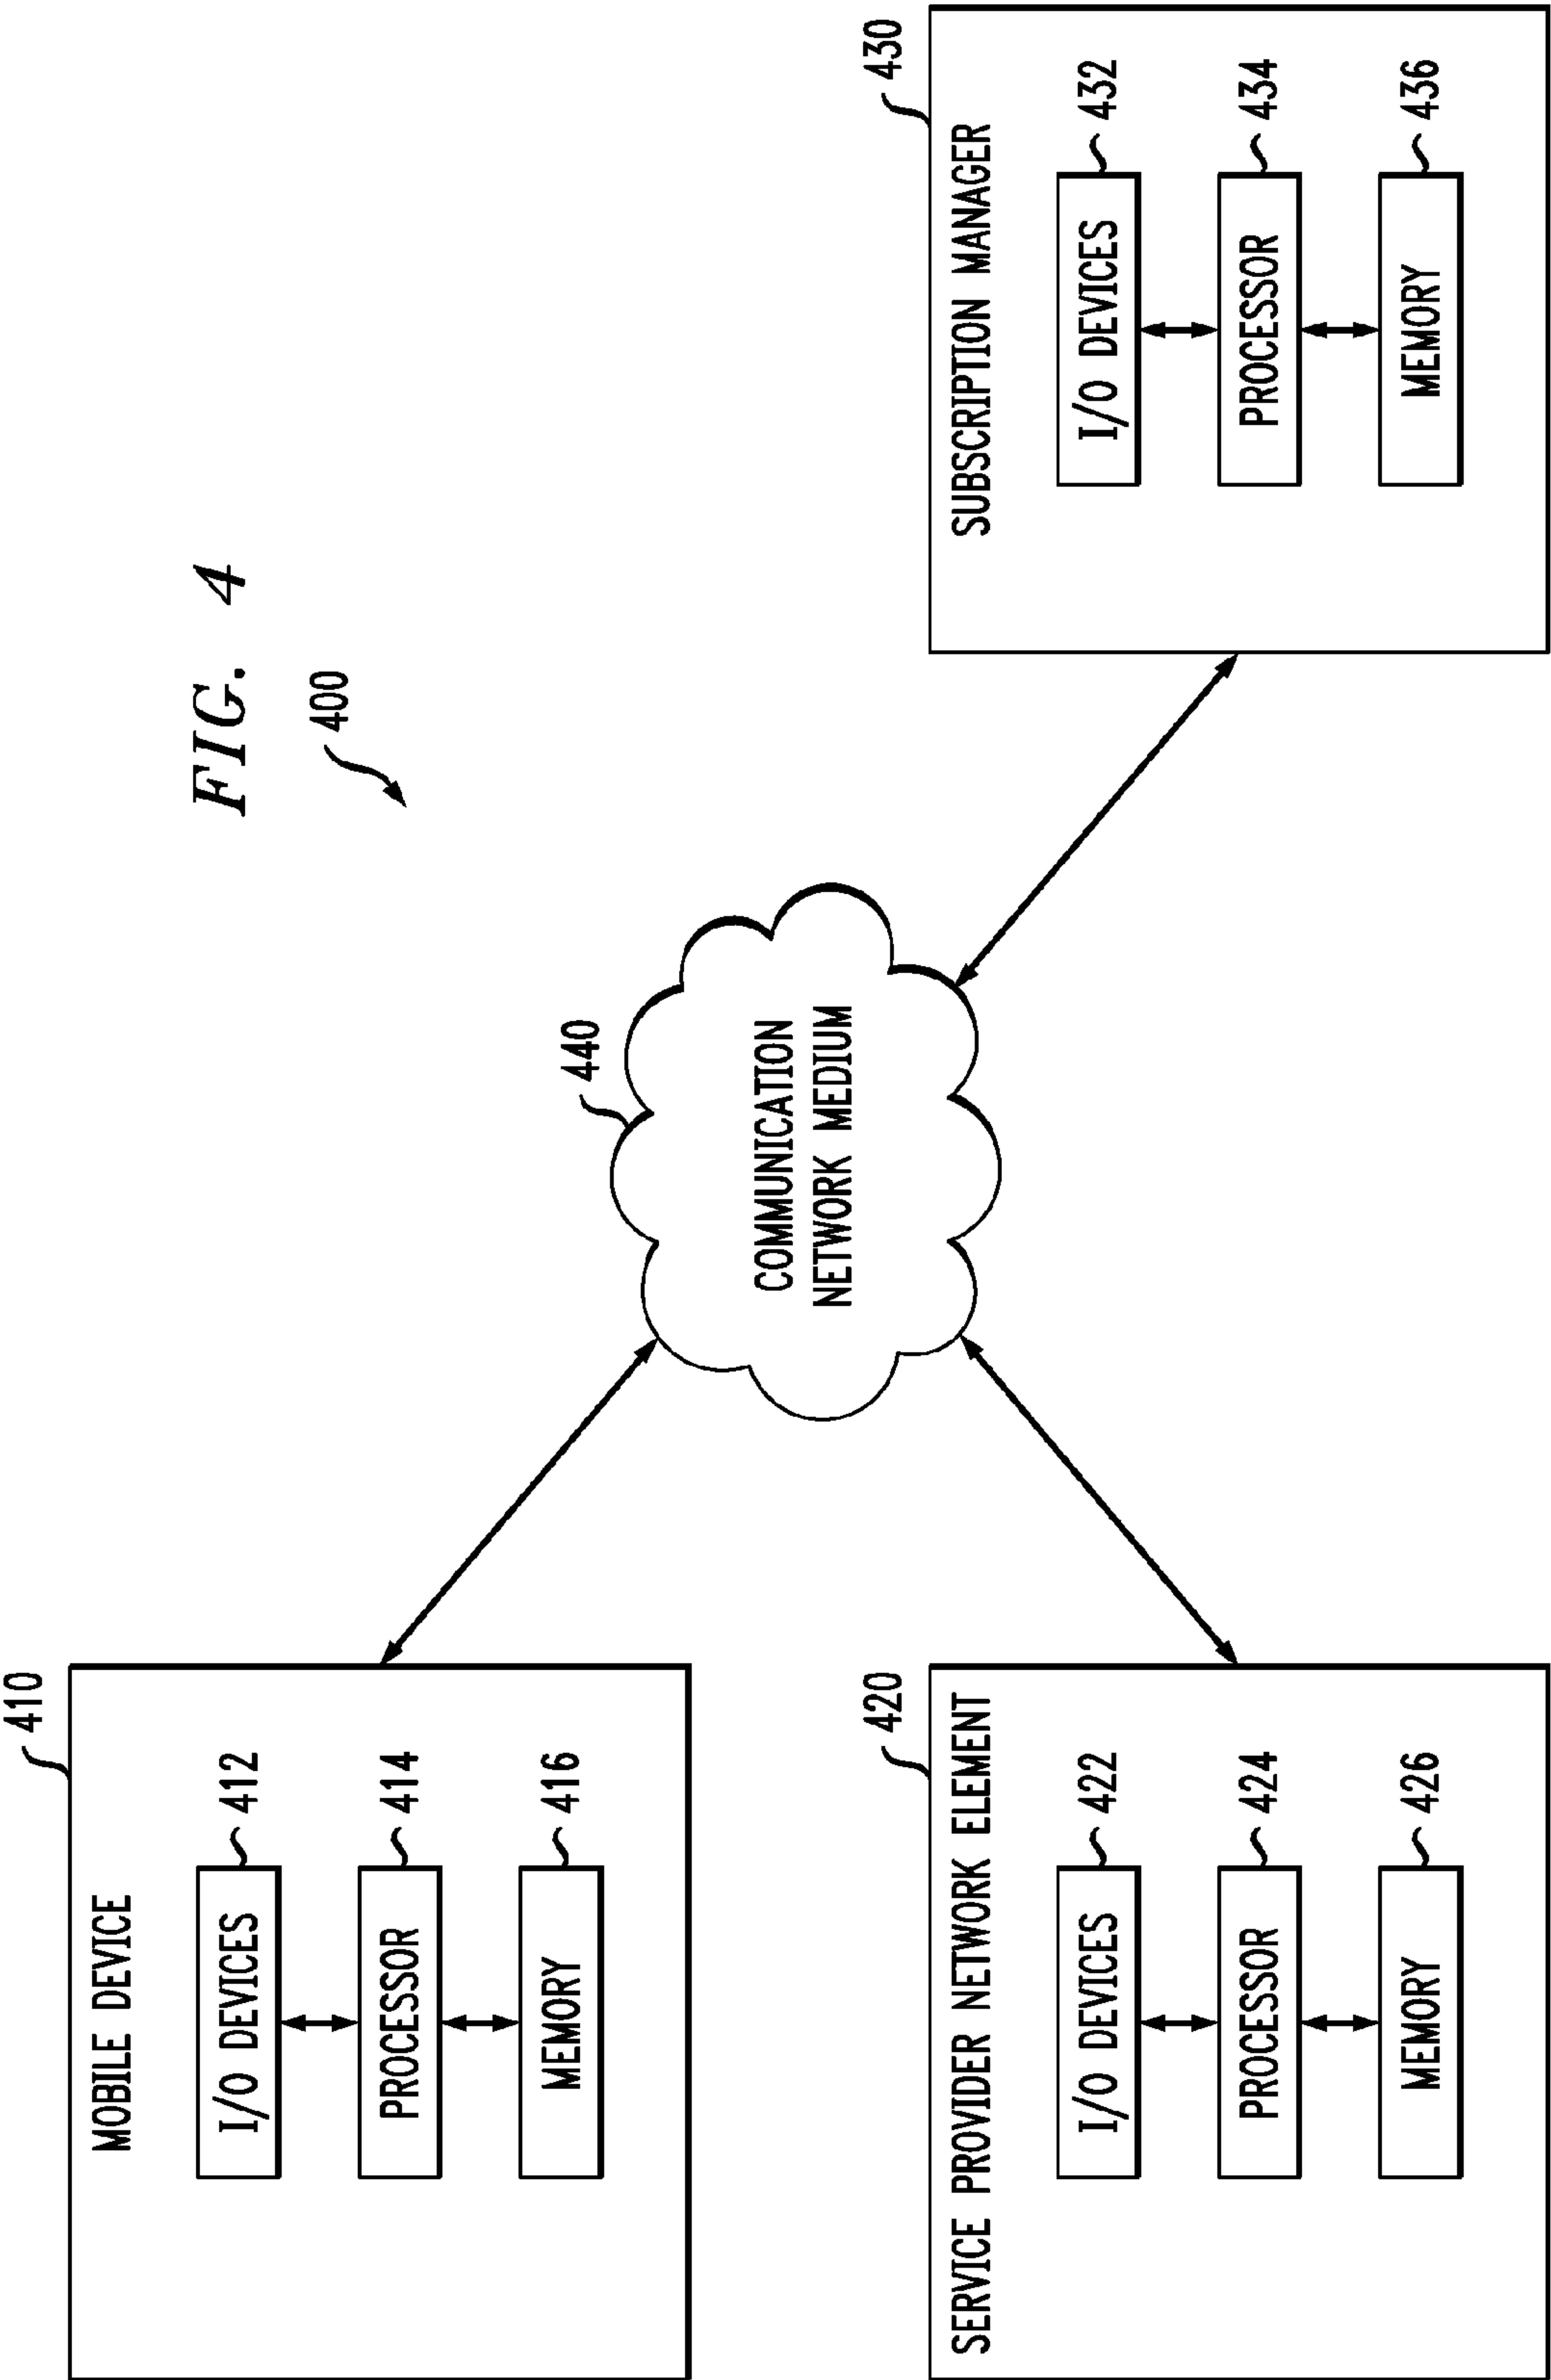 FIG. 4
400
410
MOBILE DEVICE
I/O DEVICES
412
PROCESSOR
414
MEMORY
416
440
COMMUNICATION
NETWORK MEDIUM
420
SERVICE PROVIDER NETWORK ELEMENT
I/O DEVICES
422
PROCESSOR
424
MEMORY
426
430
SUBSCRIPTION MANAGER
I/O DEVICES
432
PROCESSOR
434
MEMORY
436